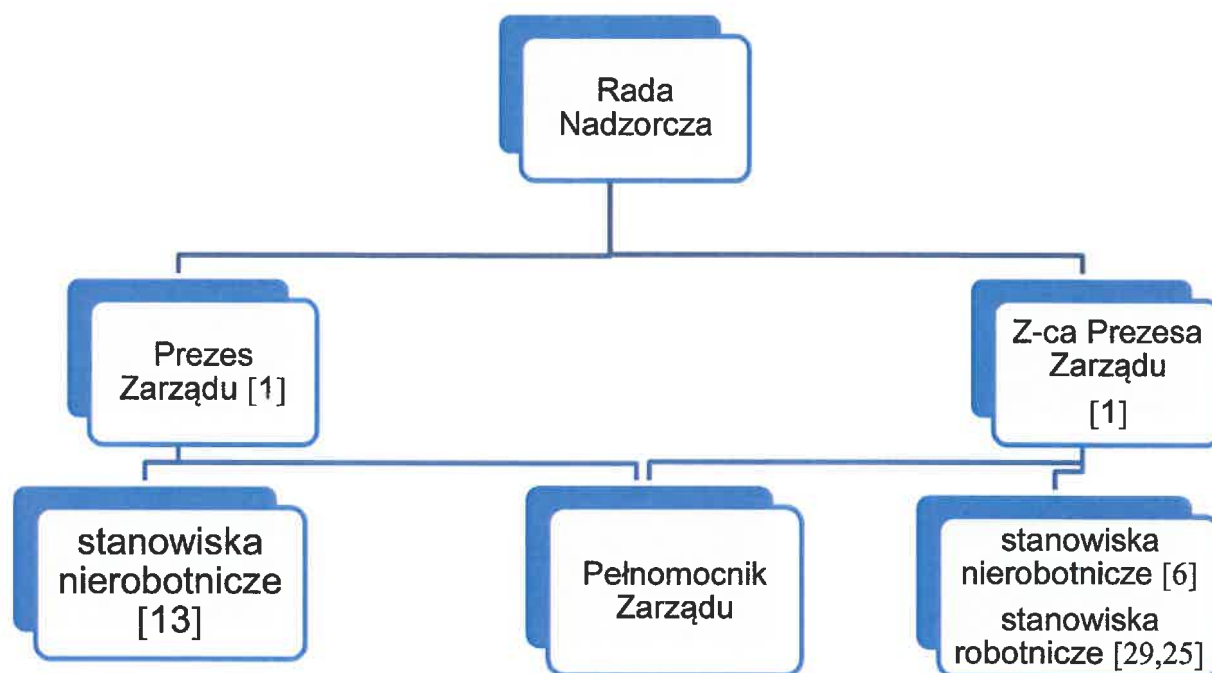 Rada
Nadzorcza
Prezes
Zarządu [1]
Z-ca Prezesa
Zarządu
[1]
stanowiska
nierobotnicze
[13]
Pełnomocnik
Zarządu
stanowiska
nierobotnicze [6]
stanowiska
robotnicze [29,25]